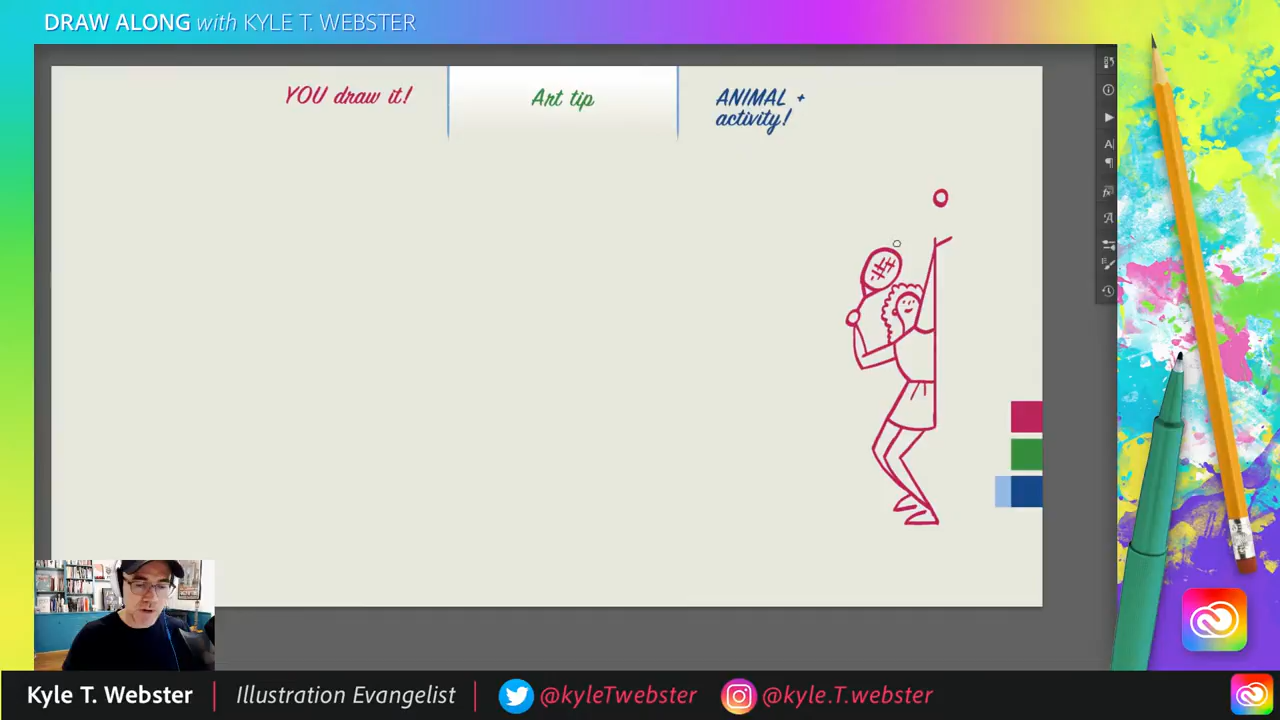 DRAW ALONG with KYLE T. WEBSTER
YOU draw it!
Art tip
ANIMAL +
activity!
Kyle T. Webster
Illustration Evangelist
@kyleTwebster
@kyle.T.webster